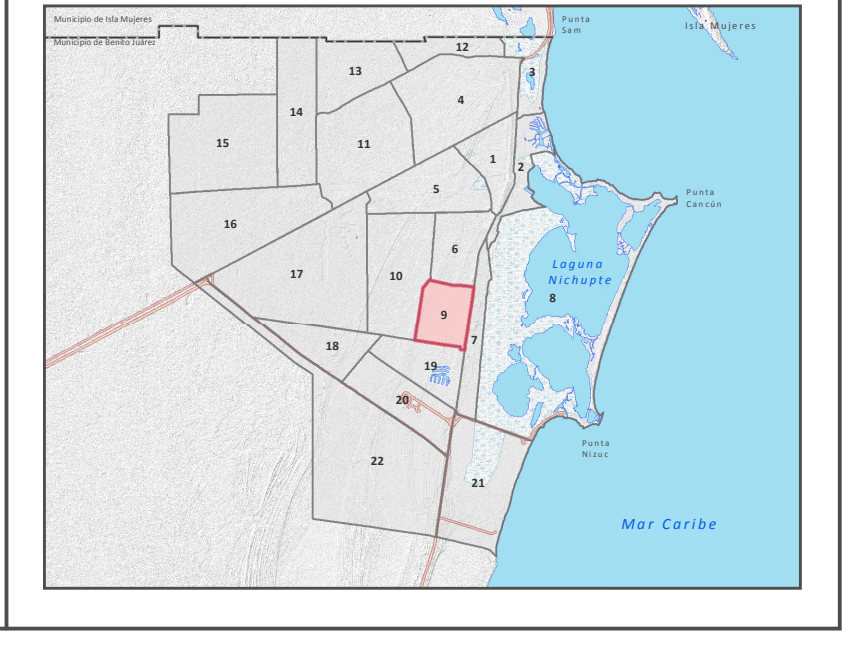 Municipio de Isla Mujeres
Municipio de Benito Juárez
Punta
Sam
Isla Mujeres
12
13
3
4
14
11
15
1
2
5
Punta
Cancún
16
6
Laguna
Nichupte
17
10
8
9
7
18
19
20
Punta
Nizuc
22
21
Mar Caribe